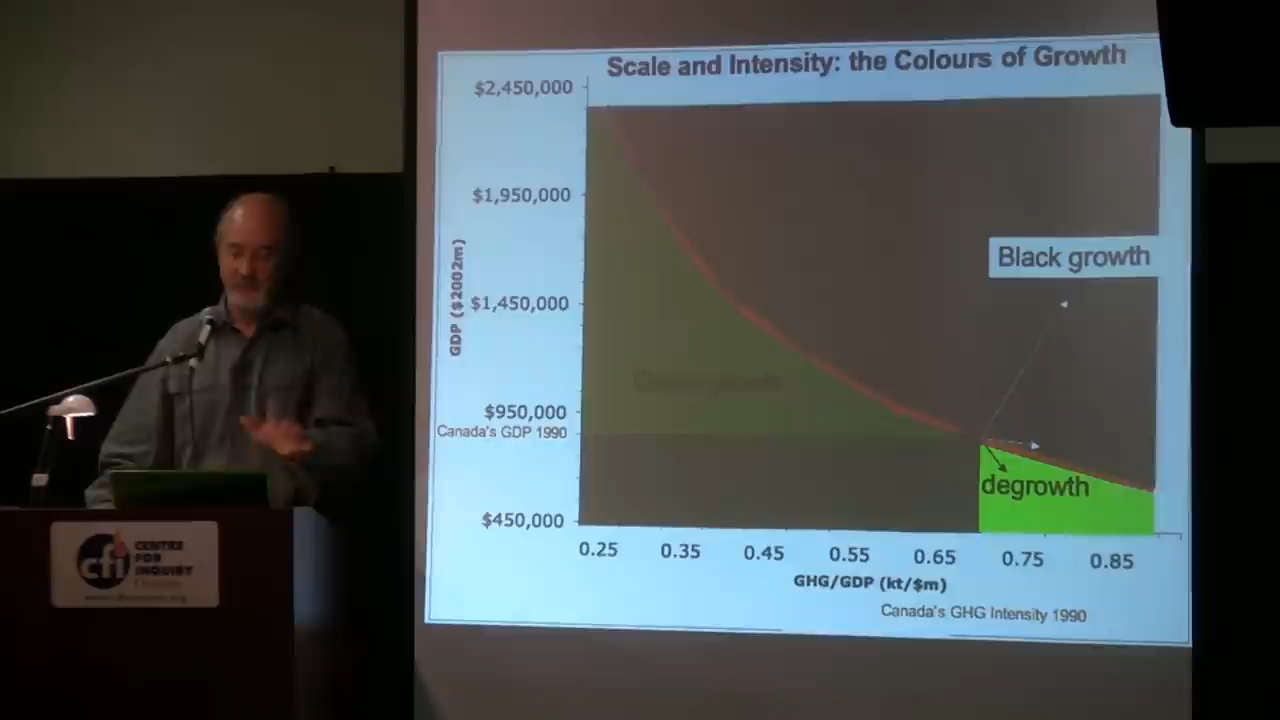 Scale and Intensity: the Colours of Growth
$2,450,000
$1,950,000
$1,450,000
$950,000
Canada's GDP 1990
$450,000
GDP ($2002m)
Black growth
degrowth
0.25 0.35 0.45 0.55 0.65 0.75 0.85
GHG/GDP (kt/$m)
Canada's GHG Intensity 1990
cfi
CENTRE
FOR
INQUIRY